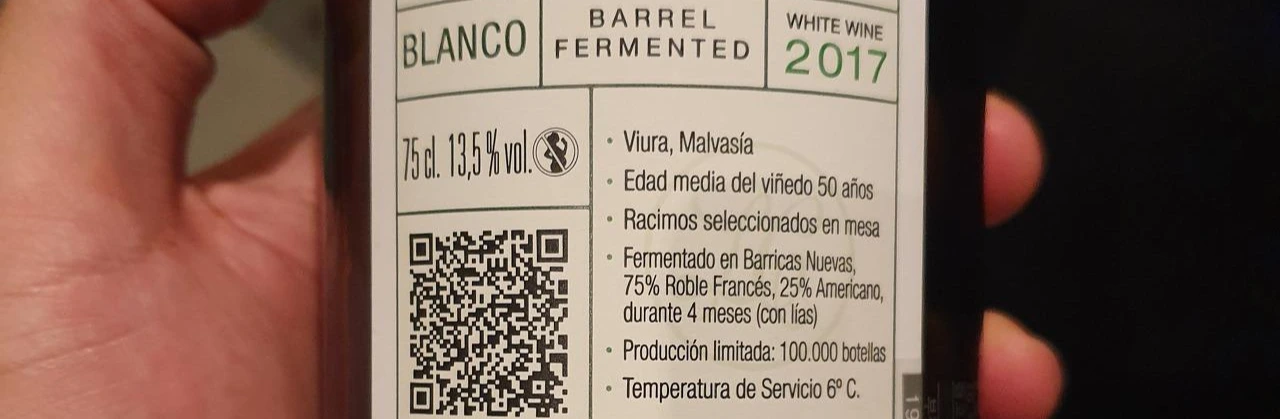 BLANCO
BARREL
FERMENTED
WHITE WINE
2017
75 cl. 13,5 % vol.
• Viura, Malvasía
• Edad media del viñedo 50 años
• Racimos seleccionados en mesa
• Fermentado en Barricas Nuevas,
75% Roble Francés, 25% Americano,
durante 4 meses (con lías)
• Producción limitada: 100.000 botellas
• Temperatura de Servicio 6º C.